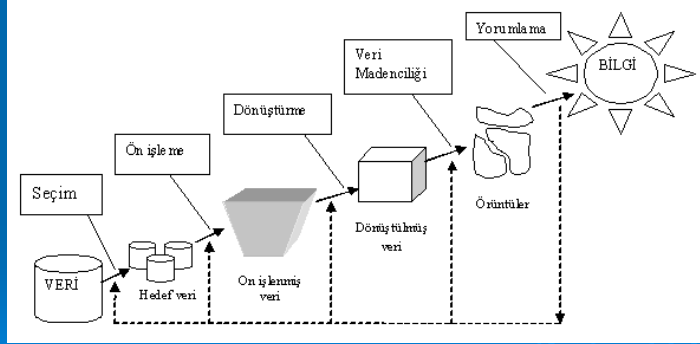 Yorumlama
BİLGİ
Veri
Madenciliği
Dönüştürme
Ön işleme
Seçim
Örüntüler
Dönüştülmüş
veri
On işlenmiş
veri
Hedef veri
VERİ